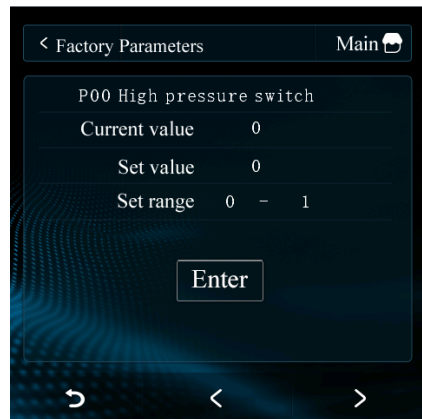 < Factory Parameters Main
P00 High pressure switch
Current value 0
Set value 0
Set range 0 - 1
Enter